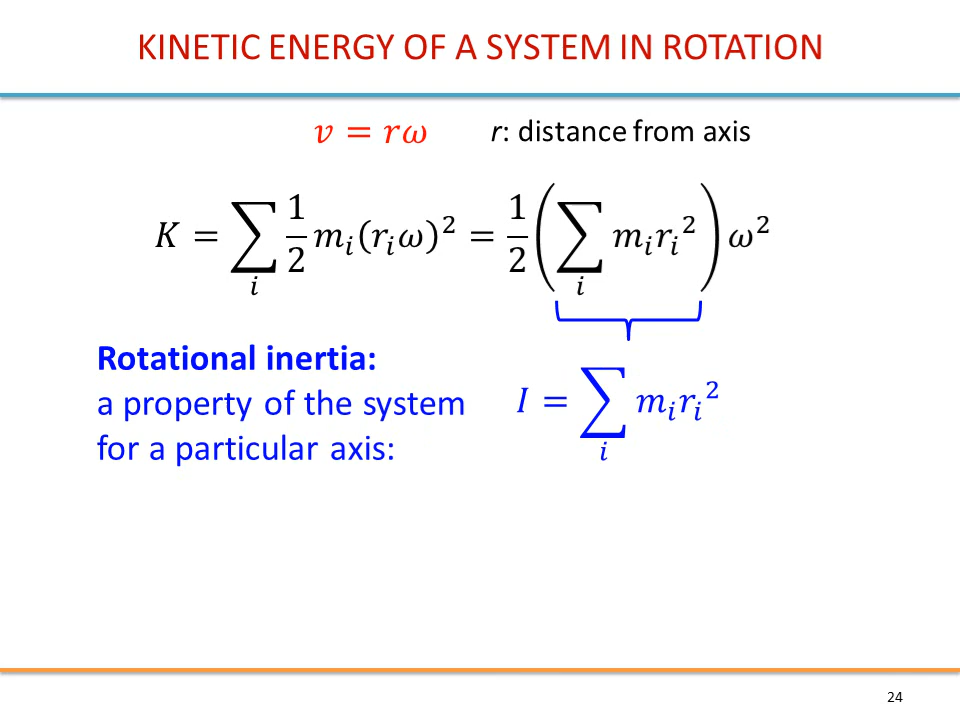 KINETIC ENERGY OF A SYSTEM IN ROTATION
𝑣 = 𝑟𝜔 r: distance from axis
𝐾 = ∑ᵢ 1/2 𝑚ᵢ(𝑟ᵢ𝜔)² = 1/2 (∑ᵢ 𝑚ᵢ𝑟ᵢ²) 𝜔²
Rotational inertia:
a property of the system
for a particular axis:
𝐼 = ∑ᵢ 𝑚ᵢ𝑟ᵢ²
24